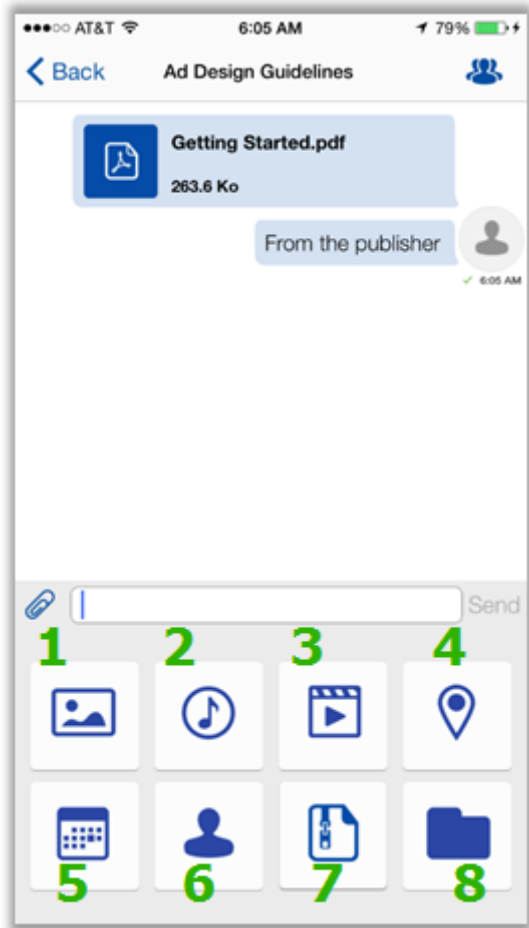 AT&T 6:05 AM 79%
Back Ad Design Guidelines
Getting Started.pdf
263.6 Ko
From the publisher
6:05 AM
Send
1 2 3 4
5 6 7 8